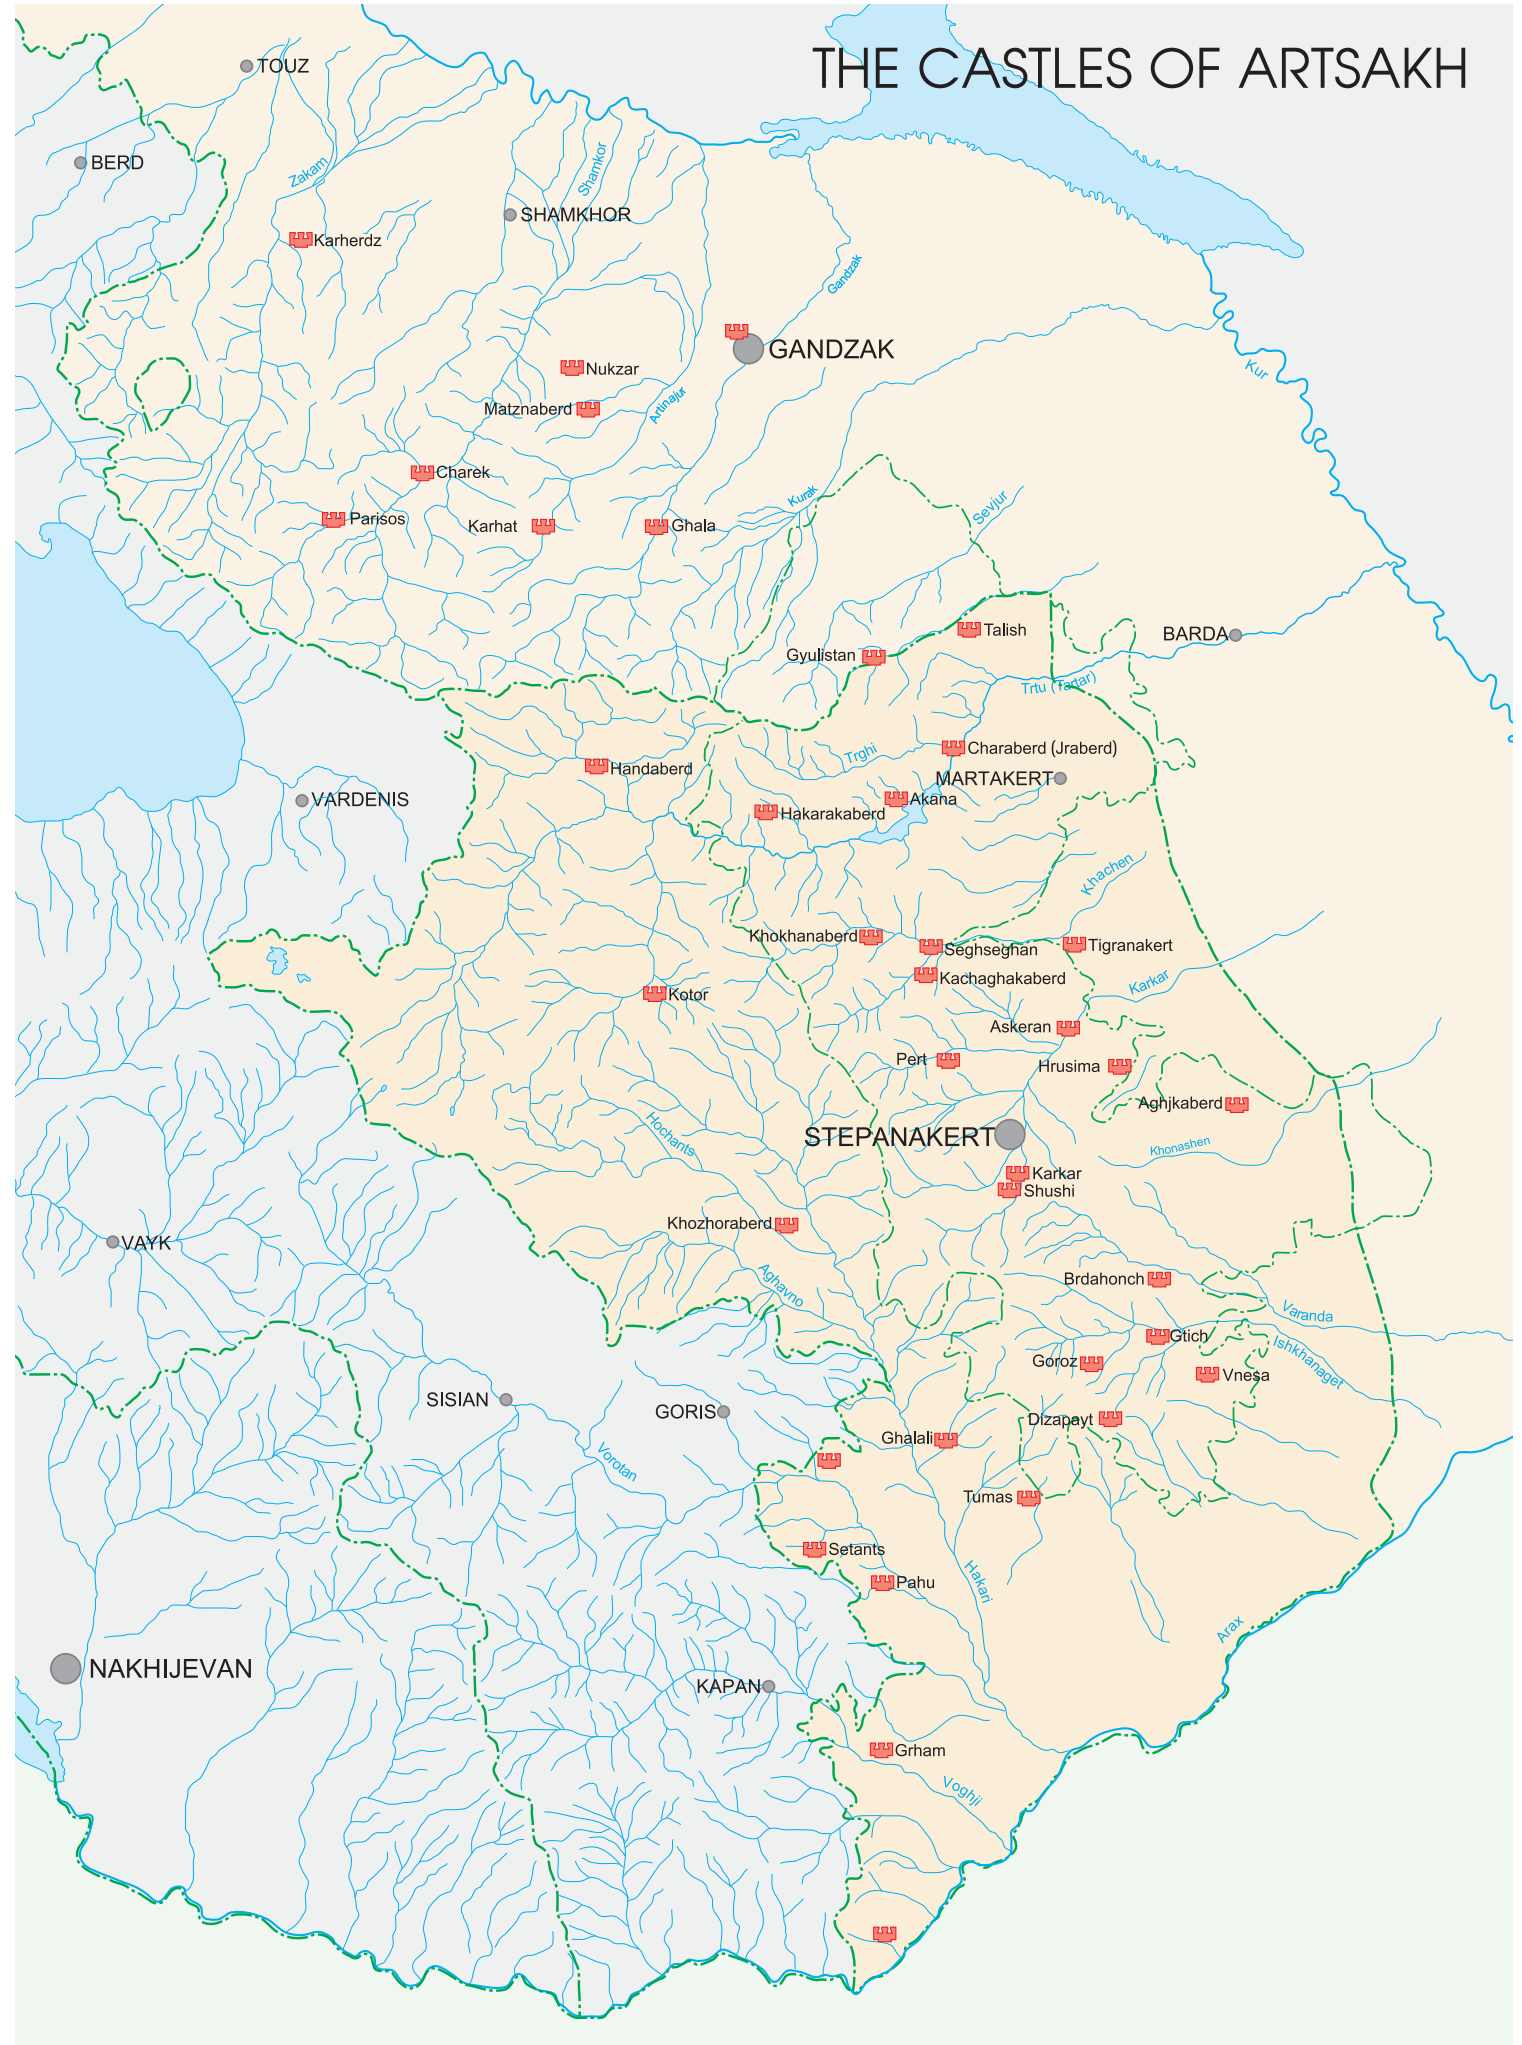 THE CASTLES OF ARTSAKH
TOUZ
BERD
Zakam
Shamkor
SHAMKHOR
Karherdz
Gandzak
GANDZAK
Kur
Nukzar
Matznaberd
Artinajur
Charek
Parisos
Karhat
Ghala
Kurak
Sevjur
Talish
BARDA
Gyulistan
Trtu (Tartar)
Trghi
Charaberd (Jraberd)
Handaberd
MARTAKERT
VARDENIS
Akana
Hakarakaberd
Khachen
Khokhanaberd
Seghseghan
Tigranakert
Kachaghakaberd
Karkar
Kotor
Askeran
Pert
Hrusima
Aghjkaberd
Hochants
STEPANAKERT
Khonashen
Karkar
Shushi
Khozhoraberd
VAYK
Aghavno
Brdahonch
Varanda
Gtich
Ishkhanaget
Goroz
Vnesa
SISIAN
GORIS
Dizapayt
Ghalali
Vorotan
Tumas
Setants
Hakari
Pahu
Arax
NAKHIJEVAN
KAPAN
Grham
Voghji